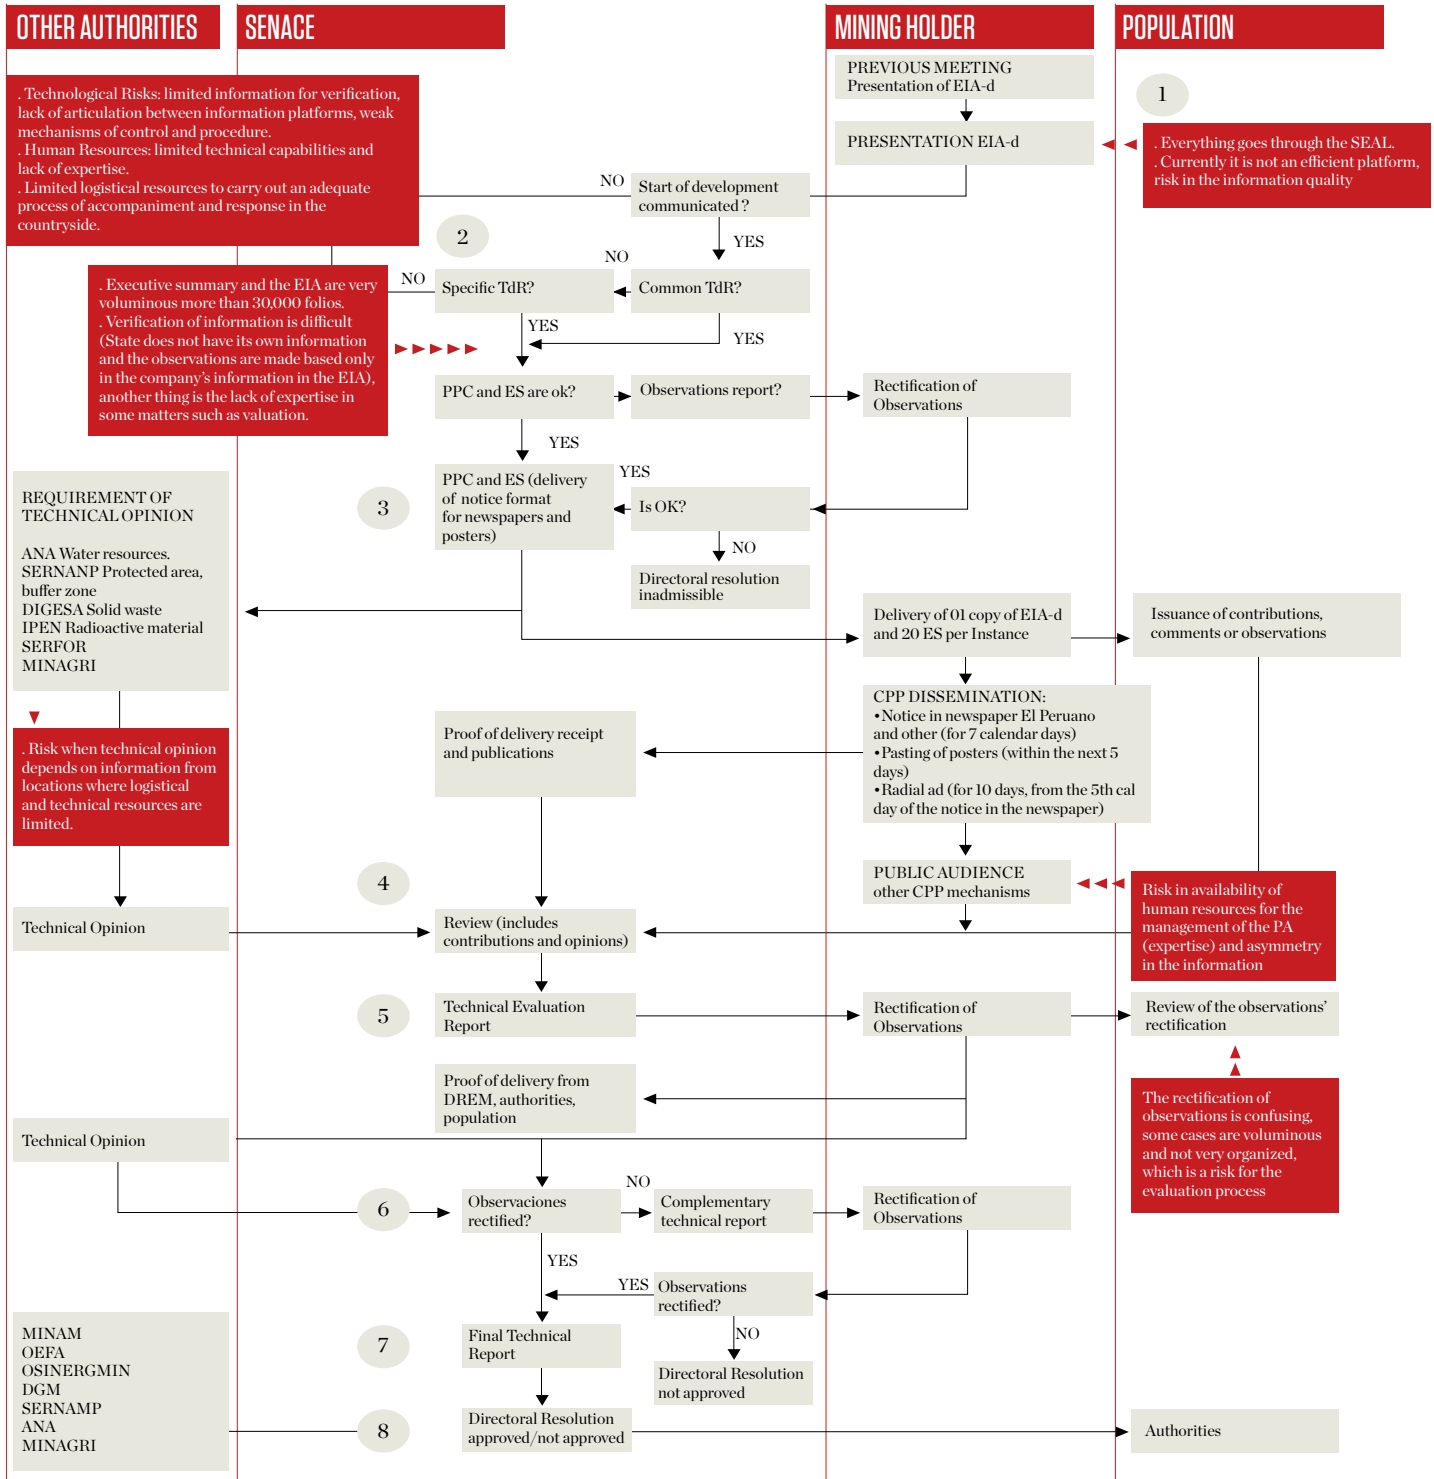 OTHER AUTHORITIES
SENACE
MINING HOLDER
POPULATION
. Technological Risks: limited information for verification,
lack of articulation between information platforms, weak
mechanisms of control and procedure.
. Human Resources: limited technical capabilities and
lack of expertise.
. Limited logistical resources to carry out an adequate
process of accompaniment and response in the
countryside.
PREVIOUS MEETING
Presentation of EIA-d
1
PRESENTATION EIA-d
. Everything goes through the SEAL.
. Currently it is not an efficient platform,
risk in the information quality
NO
Start of development
communicated ?
2
YES
NO
. Executive summary and the EIA are very
voluminous more than 30,000 folios.
. Verification of information is difficult
(State does not have its own information
and the observations are made based only
in the company's information in the EIA),
another thing is the lack of expertise in
some matters such as valuation.
NO
Specific TdR?
Common TdR?
YES
YES
PPC and ES are ok?
Observations report?
Rectification of
Observations
YES
REQUIREMENT OF
TECHNICAL OPINION
ANA Water resources.
SERNANP Protected area,
buffer zone
DIGESA Solid waste
IPEN Radioactive material
SERFOR
MINAGRI
3
PPC and ES (delivery
of notice format
for newspapers and
posters)
YES
Is OK?
NO
Directoral resolution
inadmissible
Delivery of 01 copy of EIA-d
and 20 ES per Instance
Issuance of contributions,
comments or observations
. Risk when technical opinion
depends on information from
locations where logistical
and technical resources are
limited.
Proof of delivery receipt
and publications
CPP DISSEMINATION:
•Notice in newspaper El Peruano
and other (for 7 calendar days)
•Pasting of posters (within the next 5
days)
•Radial ad (for 10 days, from the 5th cal
day of the notice in the newspaper)
4
PUBLIC AUDIENCE
other CPP mechanisms
Risk in availability of
human resources for the
management of the PA
(expertise) and asymmetry
in the information
Technical Opinion
Review (includes
contributions and opinions)
5
Technical Evaluation
Report
Rectification of
Observations
Review of the observations'
rectification
Proof of delivery from
DREM, authorities,
population
The rectification of
observations is confusing,
some cases are voluminous
and not very organized,
which is a risk for the
evaluation process
Technical Opinion
6
Observaciones
rectified?
NO
Complementary
technical report
Rectification of
Observations
YES
YES
Observations
rectified?
MINAM
OEFA
OSINERGMIN
DGM
SERNAMP
ANA
MINAGRI
7
Final Technical
Report
NO
Directoral Resolution
not approved
8
Directoral Resolution
approved/not approved
Authorities